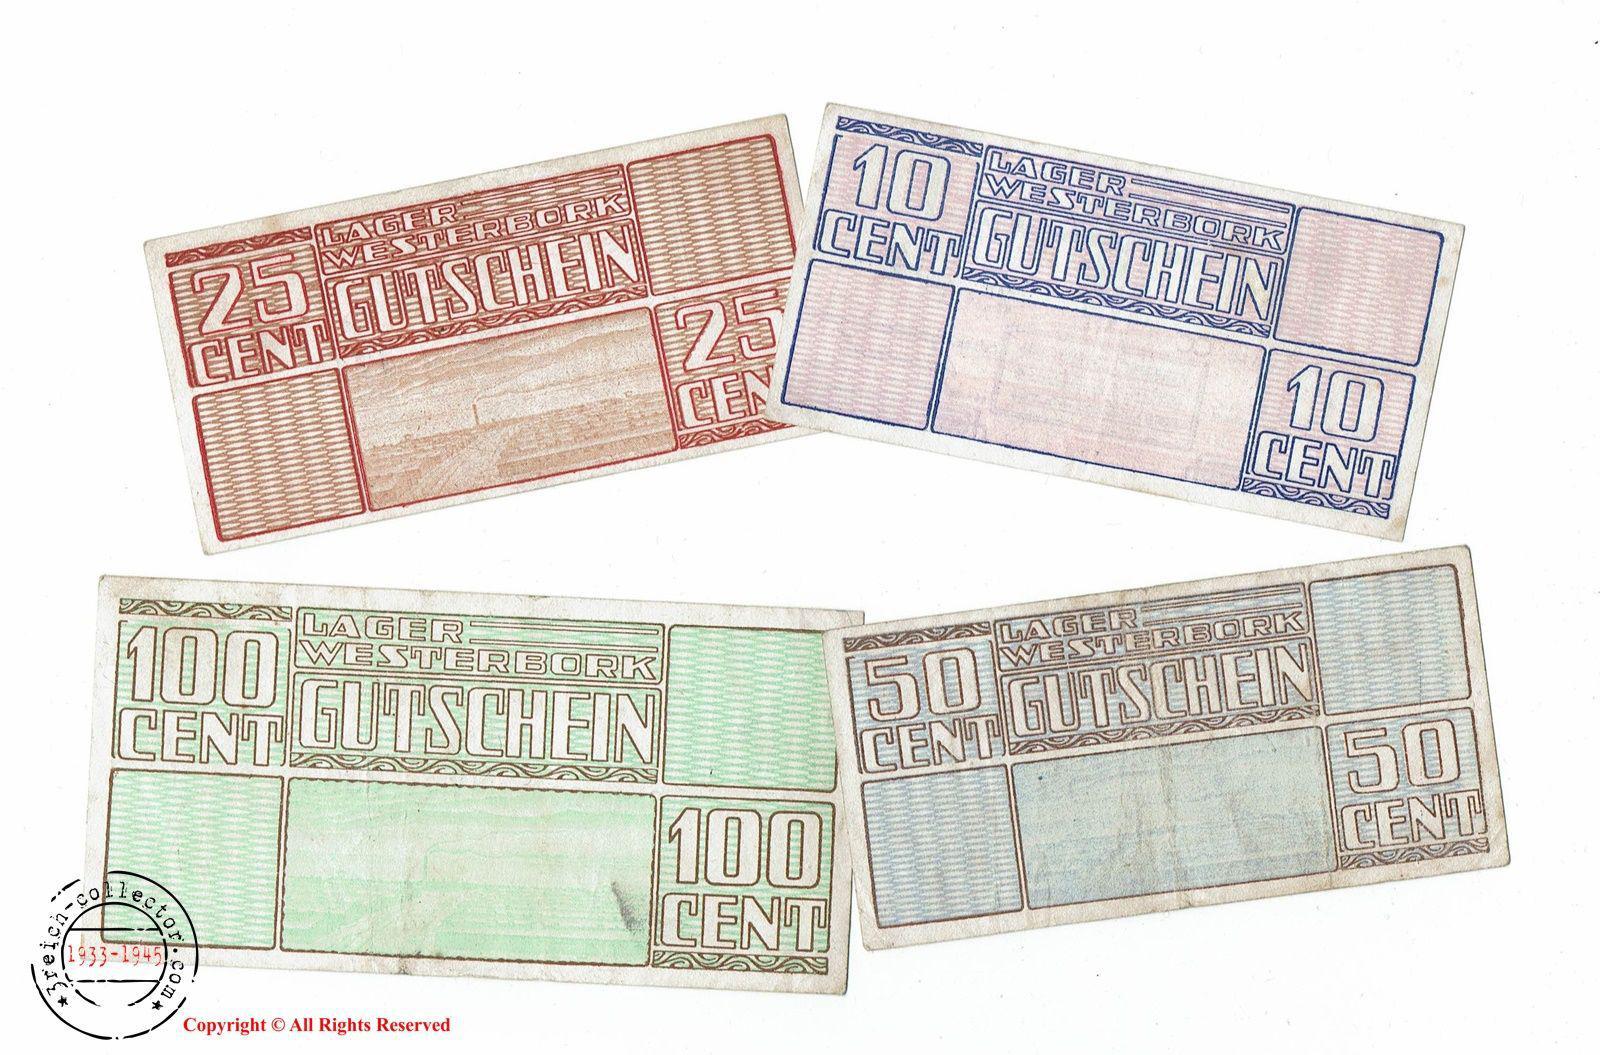 25
CENT
LAGER
WESTERBORK
GUTSCHEIN
25
CEN
10
CENT
LAGER
WESTERBORK
GUTSCHEIN
10
CENT
100
CENT
LAGER
WESTERBORK
GUTSCHEIN
100
CENT
50
CENT
LAGER
WESTERBORK
GUTSCHEIN
50
CENT
3reich-collector.com
1933-1945
Copyright © All Rights Reserved